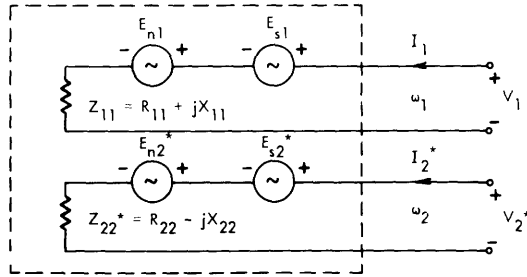 E_n1 E_s1
- + - + I_1
+
Z_11 = R_11 + jX_11 ω_1 V_1
-
E_n2* E_s2*
- + - + I_2*
+
Z_22* = R_22 - jX_22 ω_2 V_2*
-